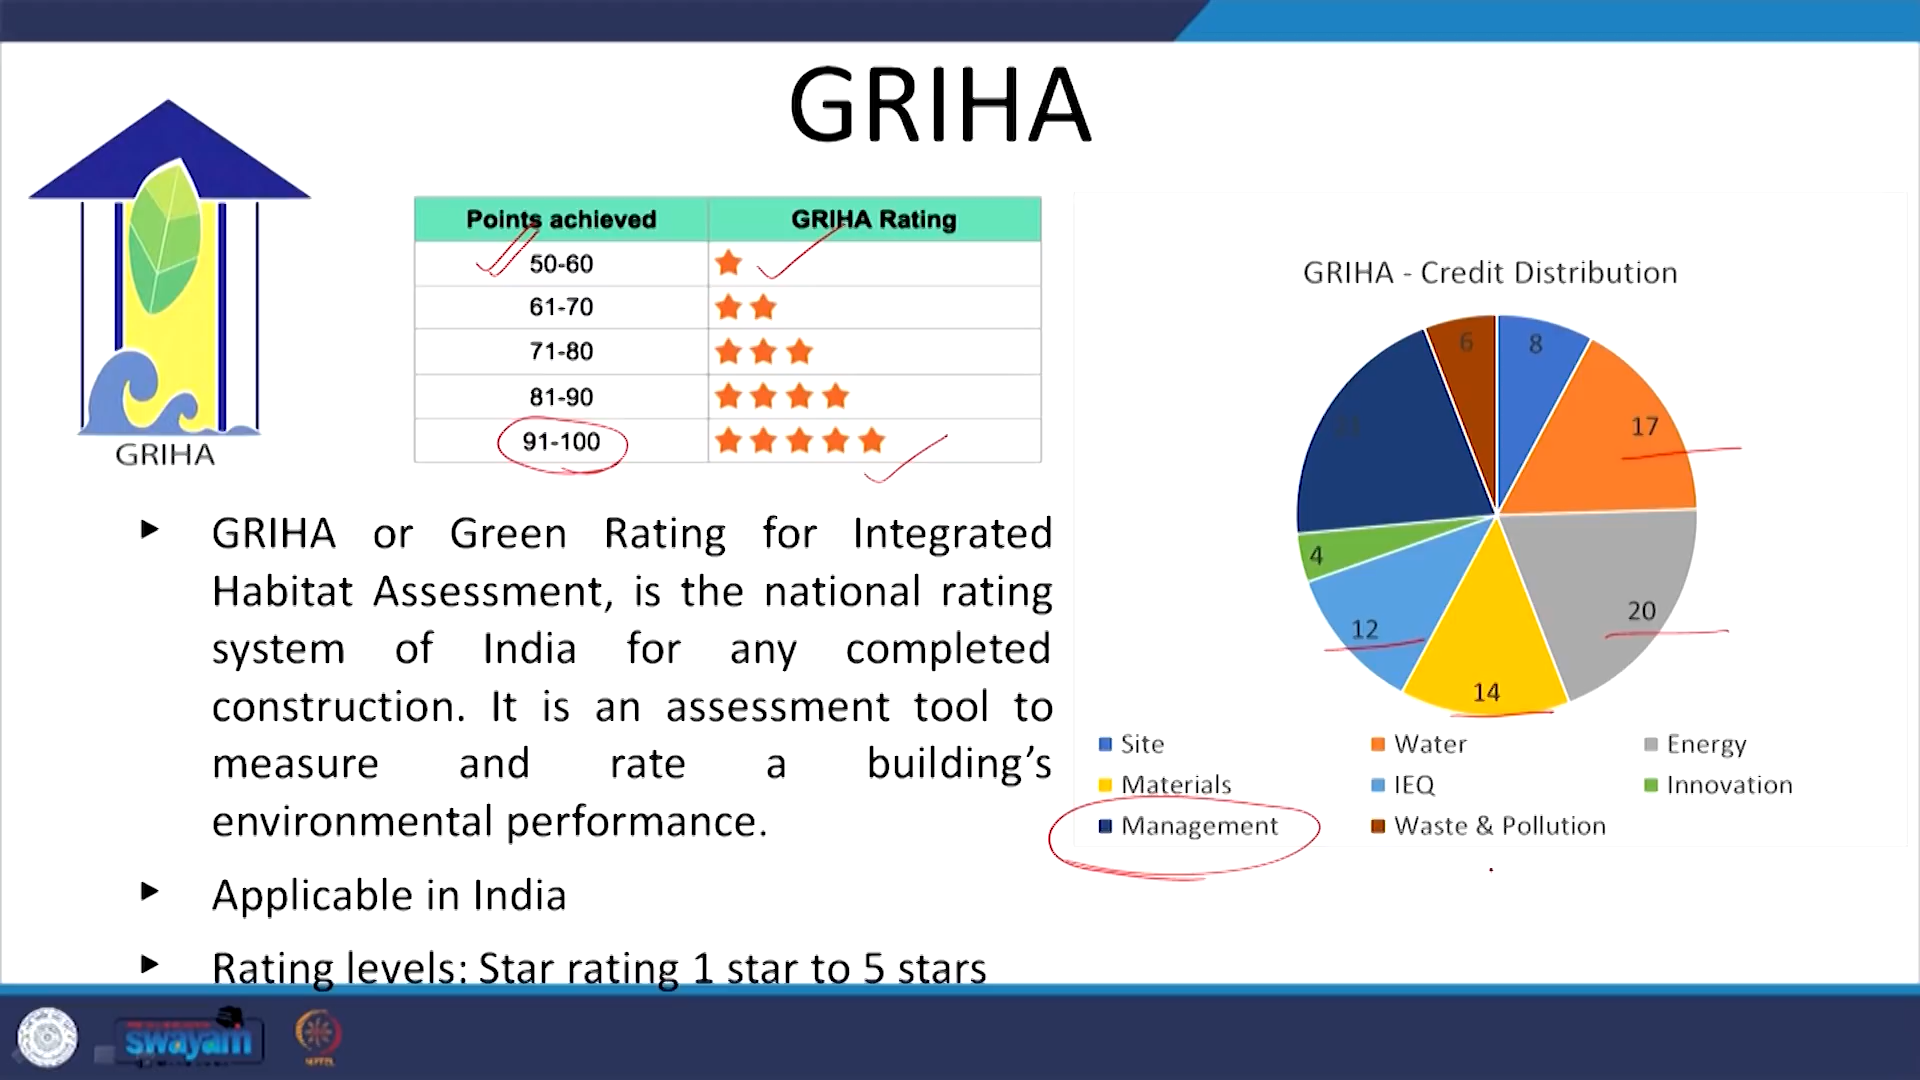 GRIHA
GRIHA
Points achieved GRIHA Rating
50-60
61-70
71-80
81-90
91-100
GRIHA or Green Rating for Integrated
Habitat Assessment, is the national rating
system of India for any completed
construction. It is an assessment tool to
measure and rate a building’s
environmental performance.
Applicable in India
Rating levels: Star rating 1 star to 5 stars
GRIHA - Credit Distribution
6 8
17
4
20
12
14
Site Water Energy
Materials IEQ Innovation
Management Waste & Pollution
swayam